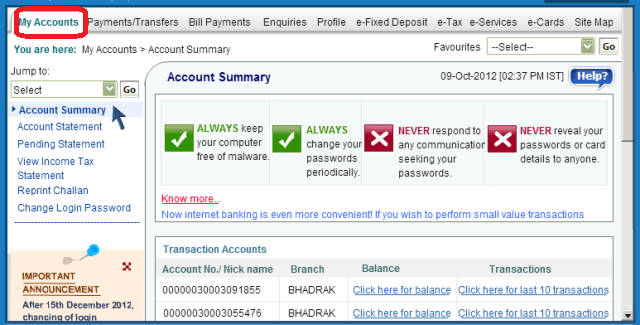 My Accounts Payments/Transfers Bill Payments Enquiries Profile e-Fixed Deposit e-Tax e-Services e-Cards Site Map
You are here: My Accounts > Account Summary Favourites --Select-- Go
Jump to:
Select Go
Account Summary
Account Statement
Pending Statement
View Income Tax
Statement
Reprint Challan
Change Login Password
IMPORTANT
ANNOUNCEMENT
After 15th December 2012,
changing of login
Account Summary 09-Oct-2012 [02:37 PM IST] Help?
ALWAYS keep
your computer
free of malware.
ALWAYS
change your
passwords
periodically.
NEVER respond to
any communication
seeking your
passwords.
NEVER reveal your
passwords or card
details to anyone.
Know more...
Now internet banking is even more convenient! If you wish to perform small value transactions
Transaction Accounts
Account No./ Nick name Branch Balance Transactions
00000030003091855 BHADRAK Click here for balance Click here for last 10 transactions
00000030003055476 BHADRAK Click here for balance Click here for last 10 transactions